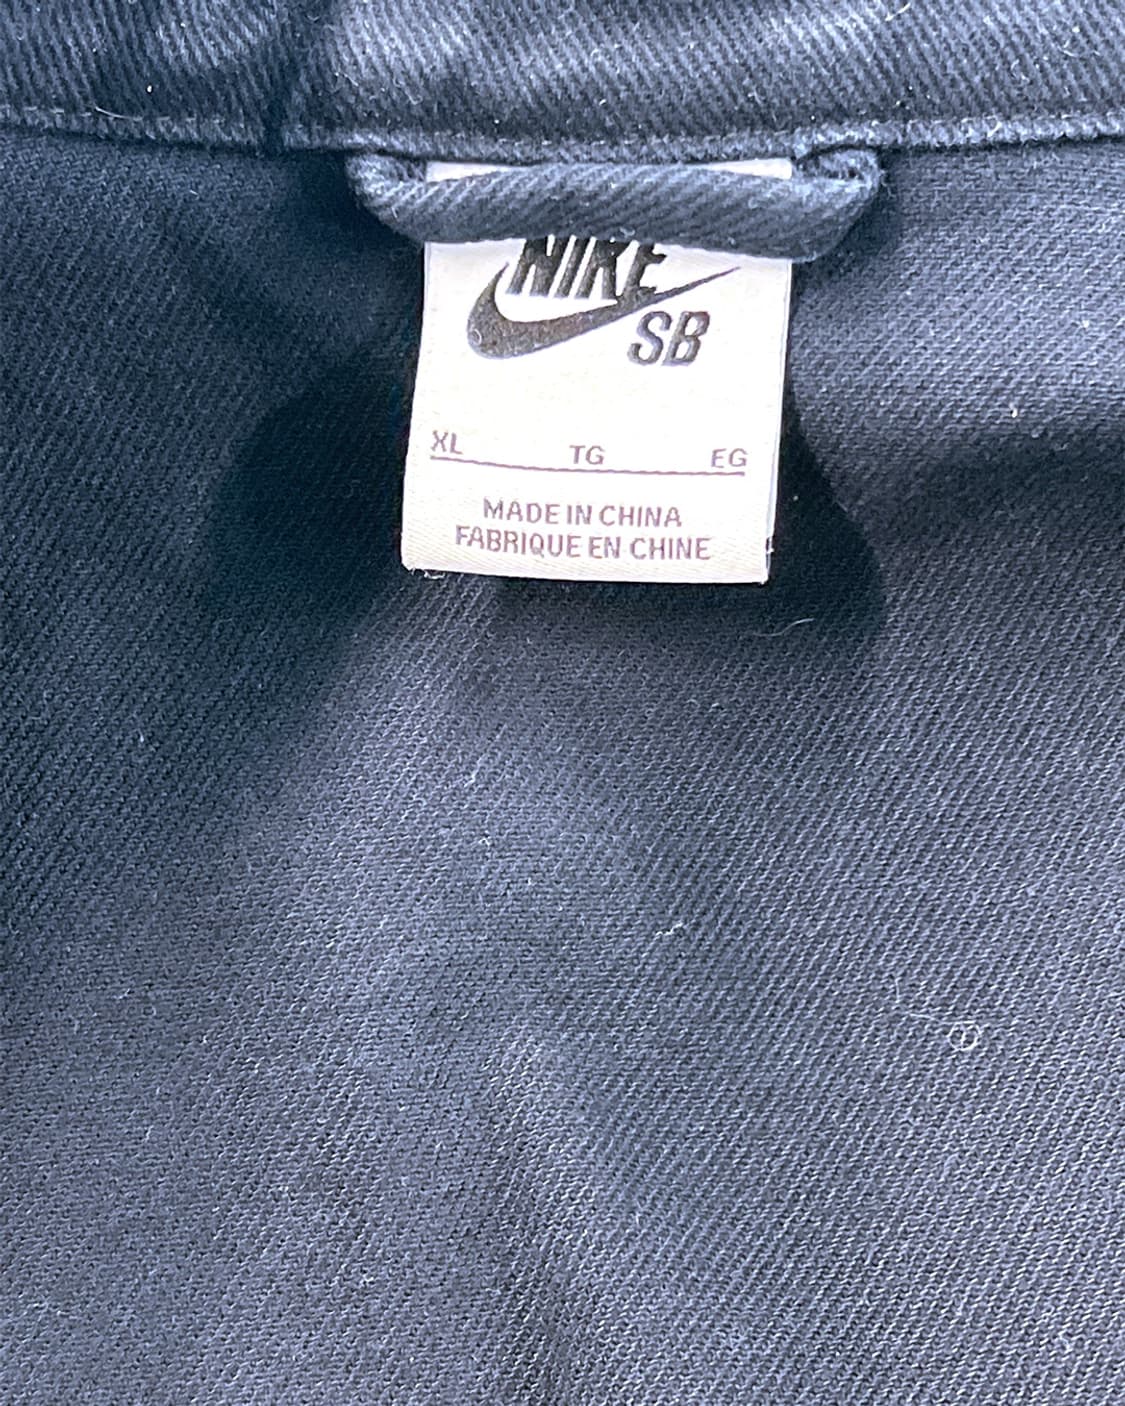 NIKE
SB
XL TG EG
MADE IN CHINA
FABRIQUE EN CHINE